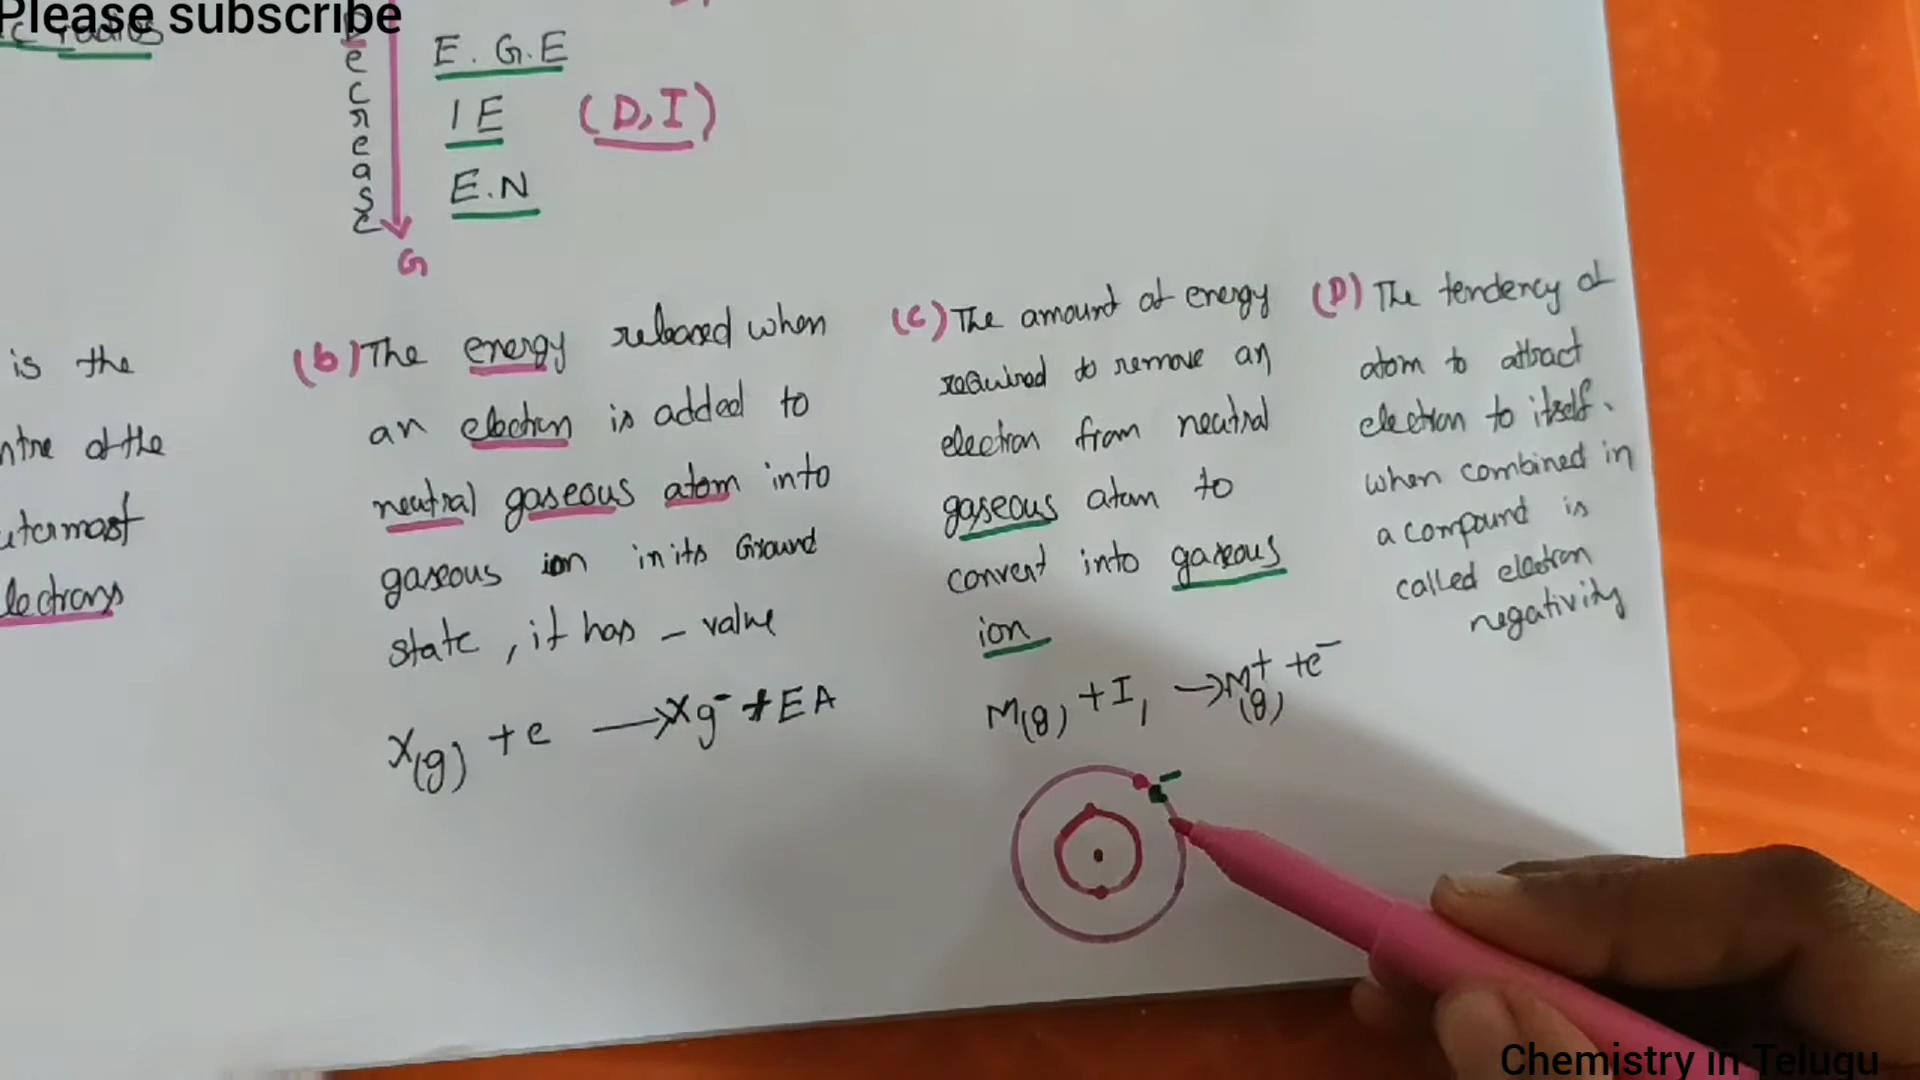 Please subscribe
c radius
Decrease
G
E.G.E
IE (D,I)
E.N
is the
ntre of the
utermost
lectrons
(b) The energy released when
an electron is added to
neutral gaseous atom into
gaseous ion in its Ground
state, it has - value
X(g) + e ⟶ Xg⁻ + EA
(C) The amount of energy
required to remove an
electron from neutral
gaseous atom to
convert into gaseous
ion
M(g) + I₁ → M⁺(g) + e⁻
(D) The tendency of
atom to attract
electron to itself.
when combined in
a compound is
called electron
negativity
Chemistry in Telugu